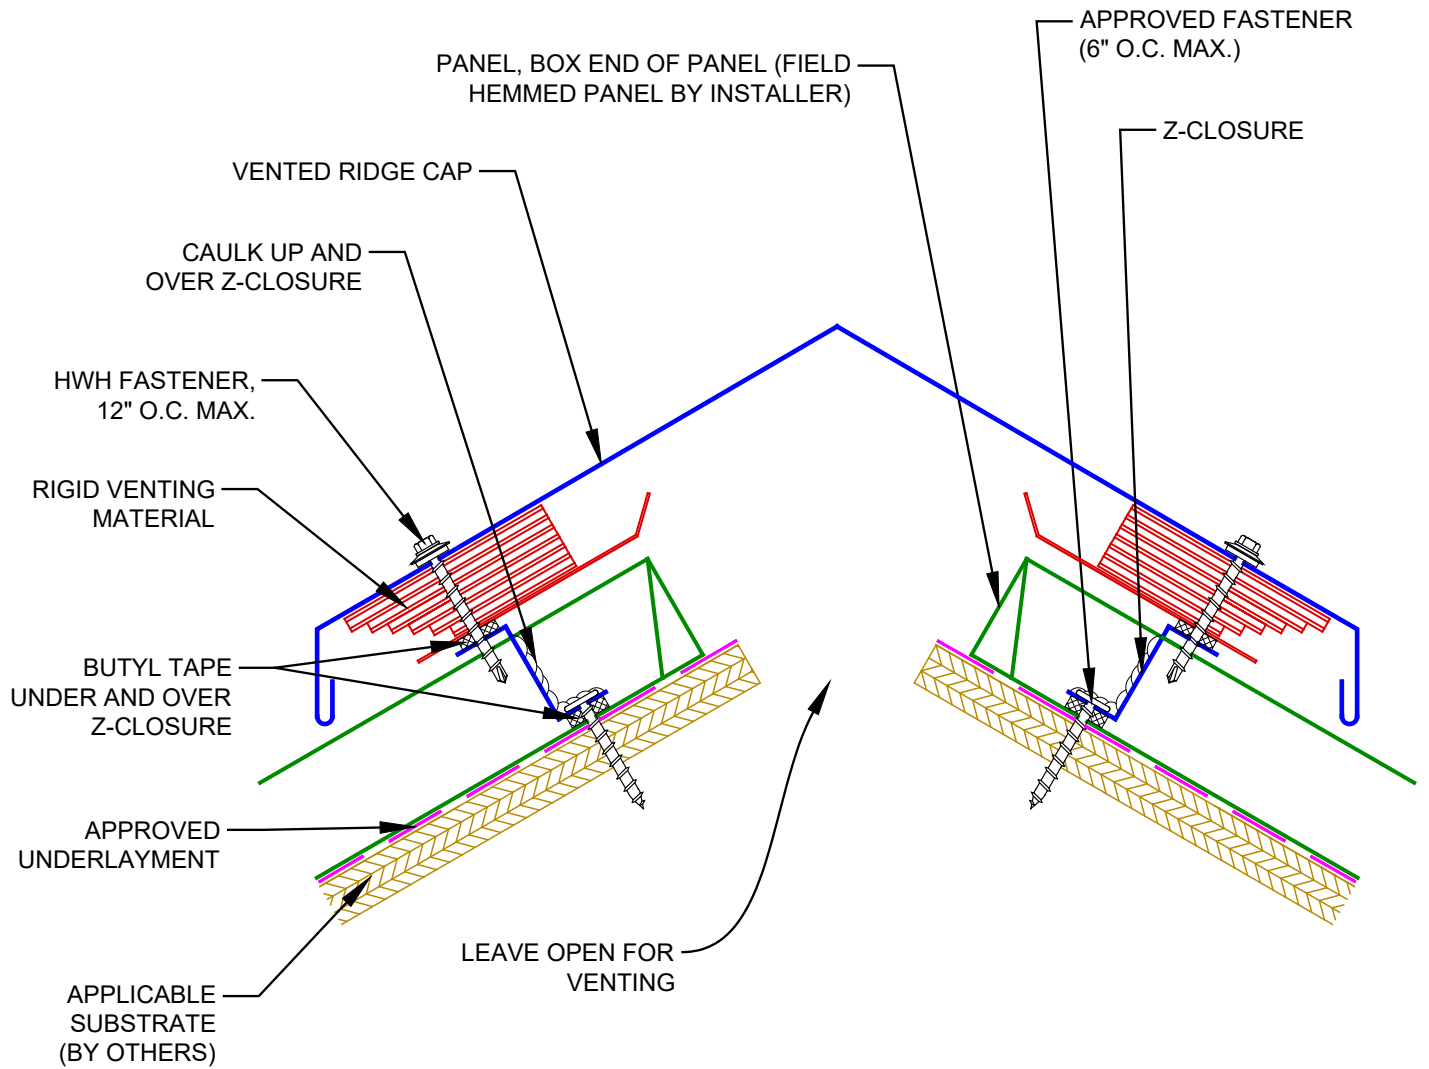 APPROVED FASTENER
(6" O.C. MAX.)
PANEL, BOX END OF PANEL (FIELD
HEMMED PANEL BY INSTALLER)
Z-CLOSURE
VENTED RIDGE CAP
CAULK UP AND
OVER Z-CLOSURE
HWH FASTENER,
12" O.C. MAX.
RIGID VENTING
MATERIAL
BUTYL TAPE
UNDER AND OVER
Z-CLOSURE
APPROVED
UNDERLAYMENT
LEAVE OPEN FOR
VENTING
APPLICABLE
SUBSTRATE
(BY OTHERS)